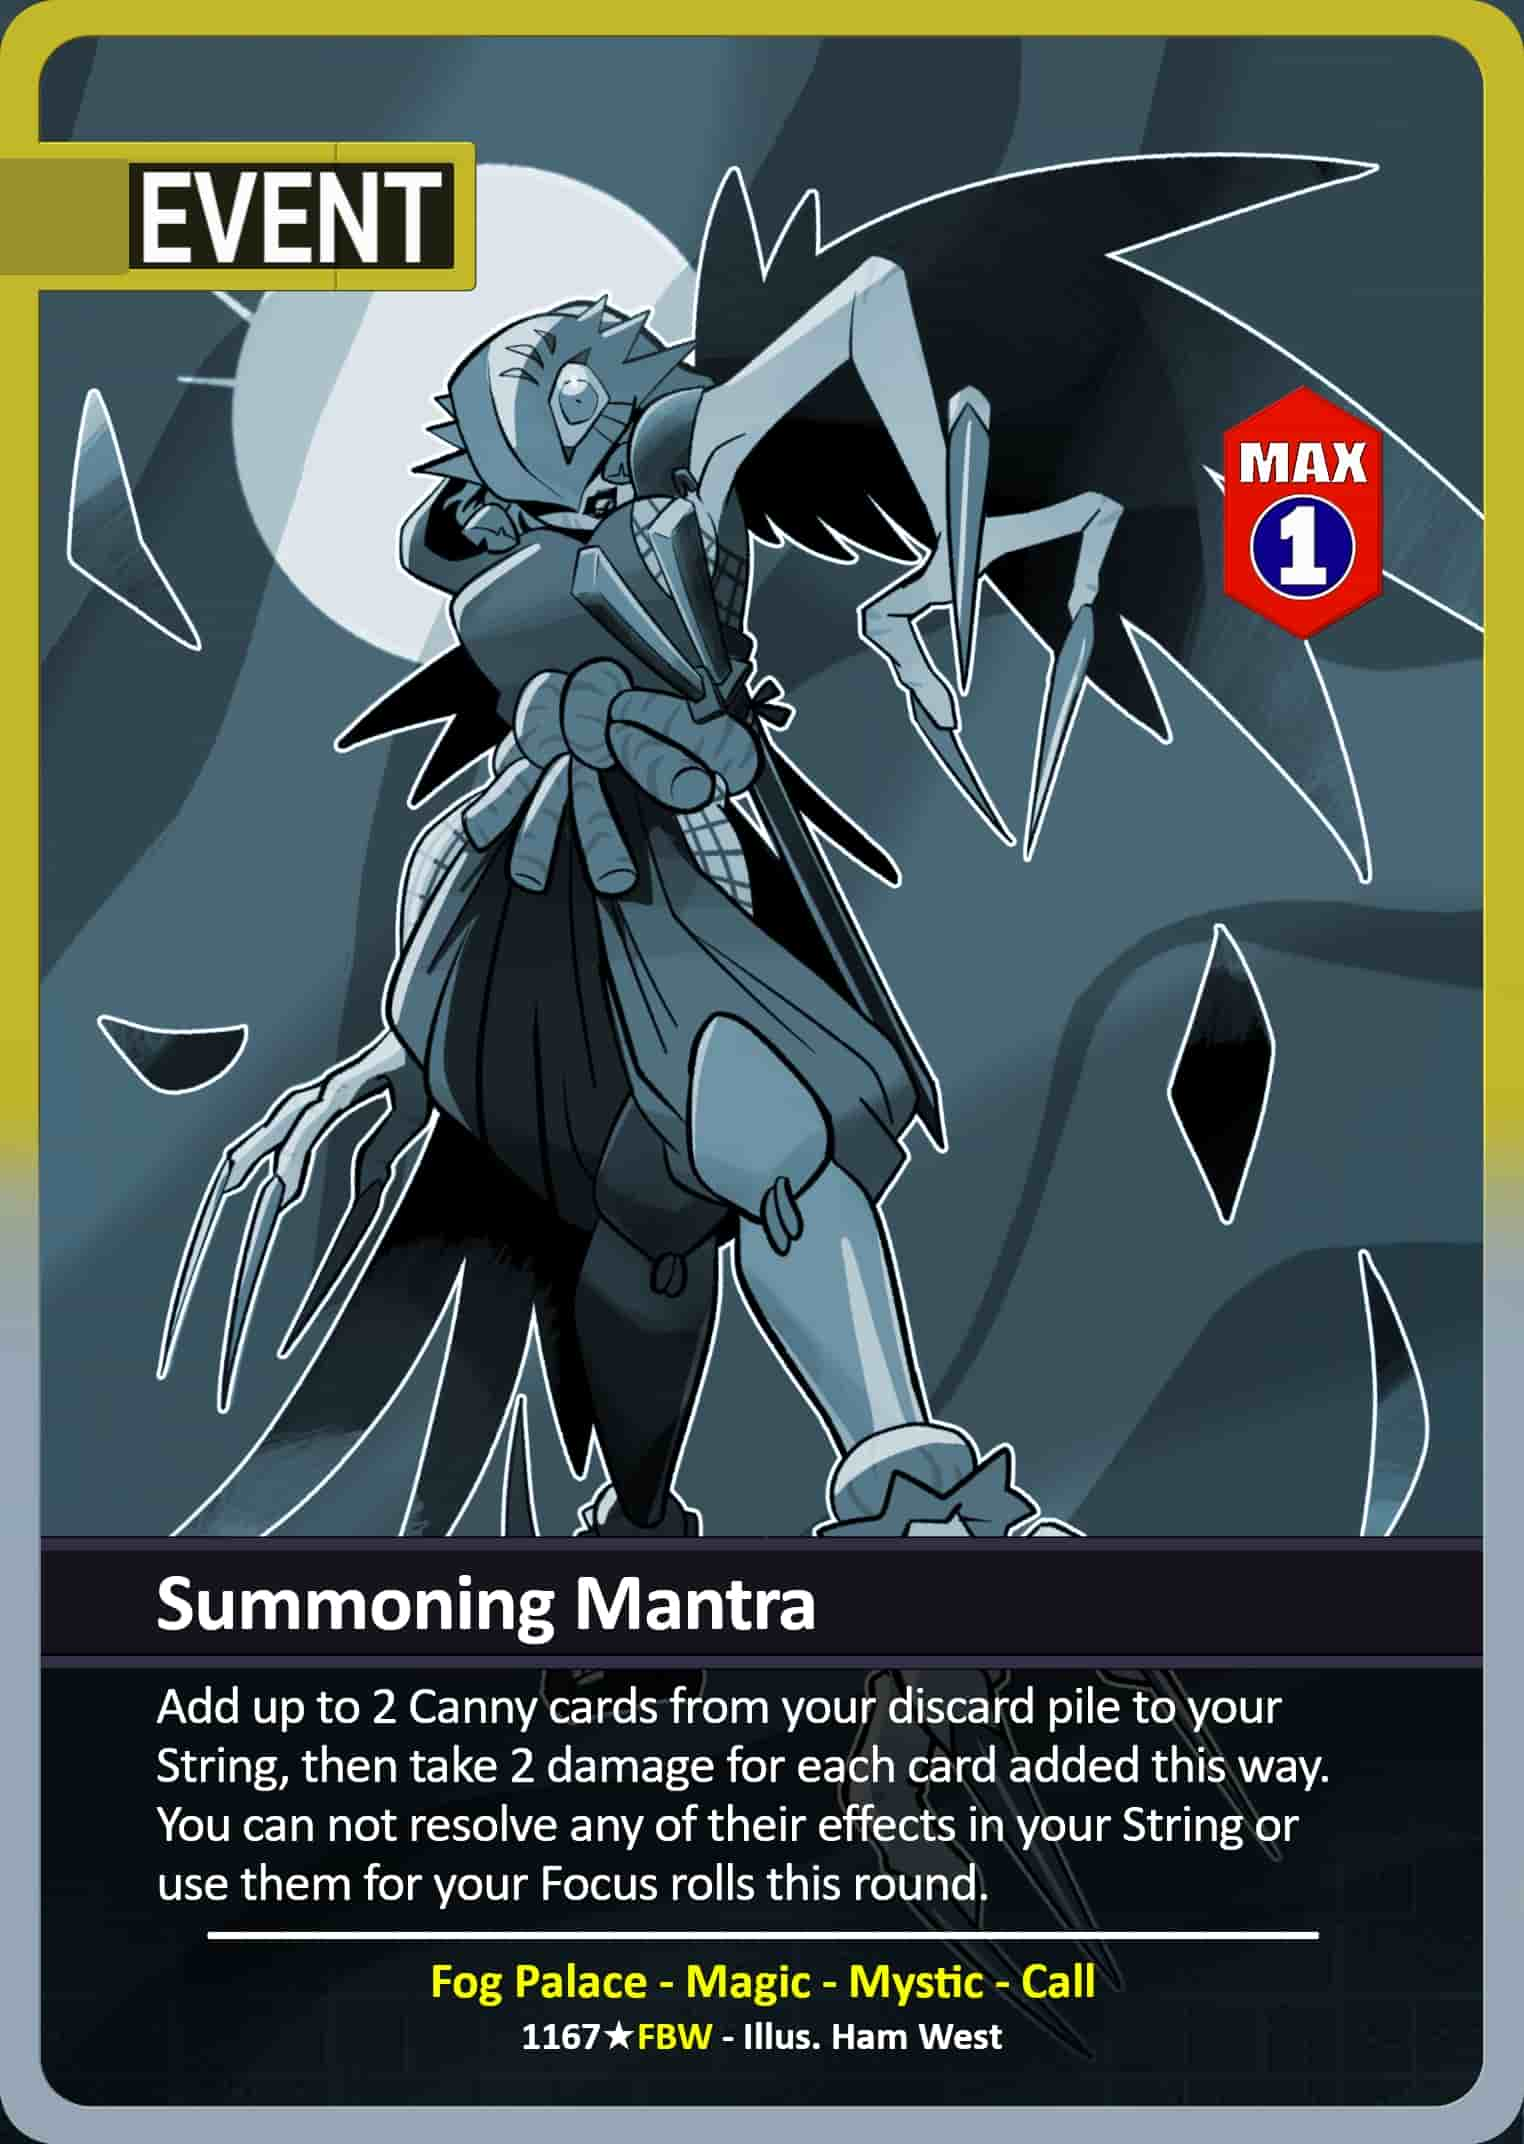 EVENT
MAX
1
Summoning Mantra
Add up to 2 Canny cards from your discard pile to your
String, then take 2 damage for each card added this way.
You can not resolve any of their effects in your String or
use them for your Focus rolls this round.
Fog Palace - Magic - Mystic - Call
1167★FBW - Illus. Ham West